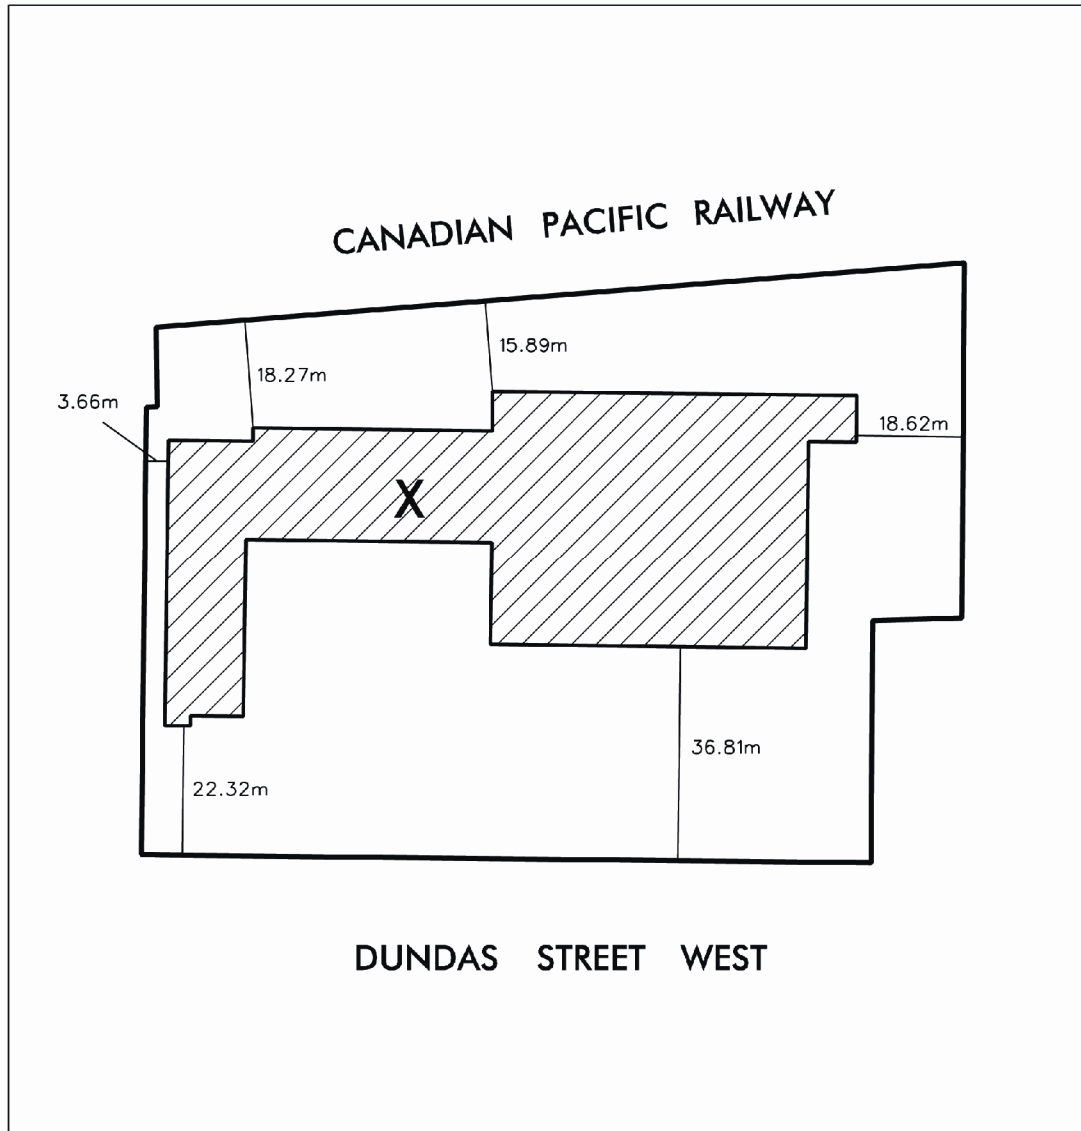 CANADIAN PACIFIC RAILWAY
15.89m
18.27m
3.66m
18.62m
X
36.81m
22.32m
DUNDAS STREET WEST